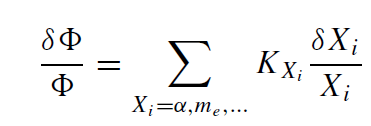 δΦ/Φ = ∑_{X_i=α,m_e,...} K_{X_i} δX_i/X_i